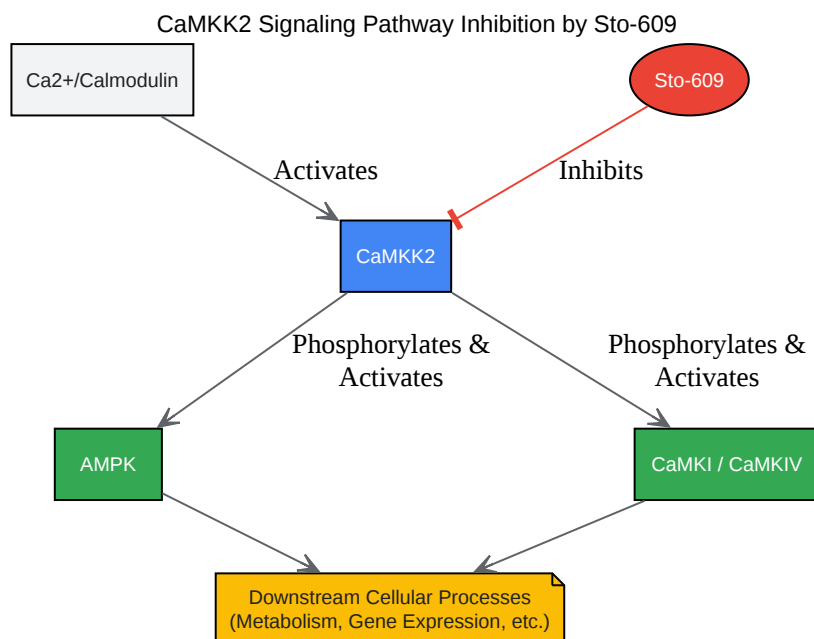 CaMKK2 Signaling Pathway Inhibition by Sto-609
Ca2+/Calmodulin
Sto-609
Activates
Inhibits
CaMKK2
Phosphorylates &
Activates
Phosphorylates &
Activates
AMPK
CaMKI / CaMKIV
Downstream Cellular Processes
(Metabolism, Gene Expression, etc.)